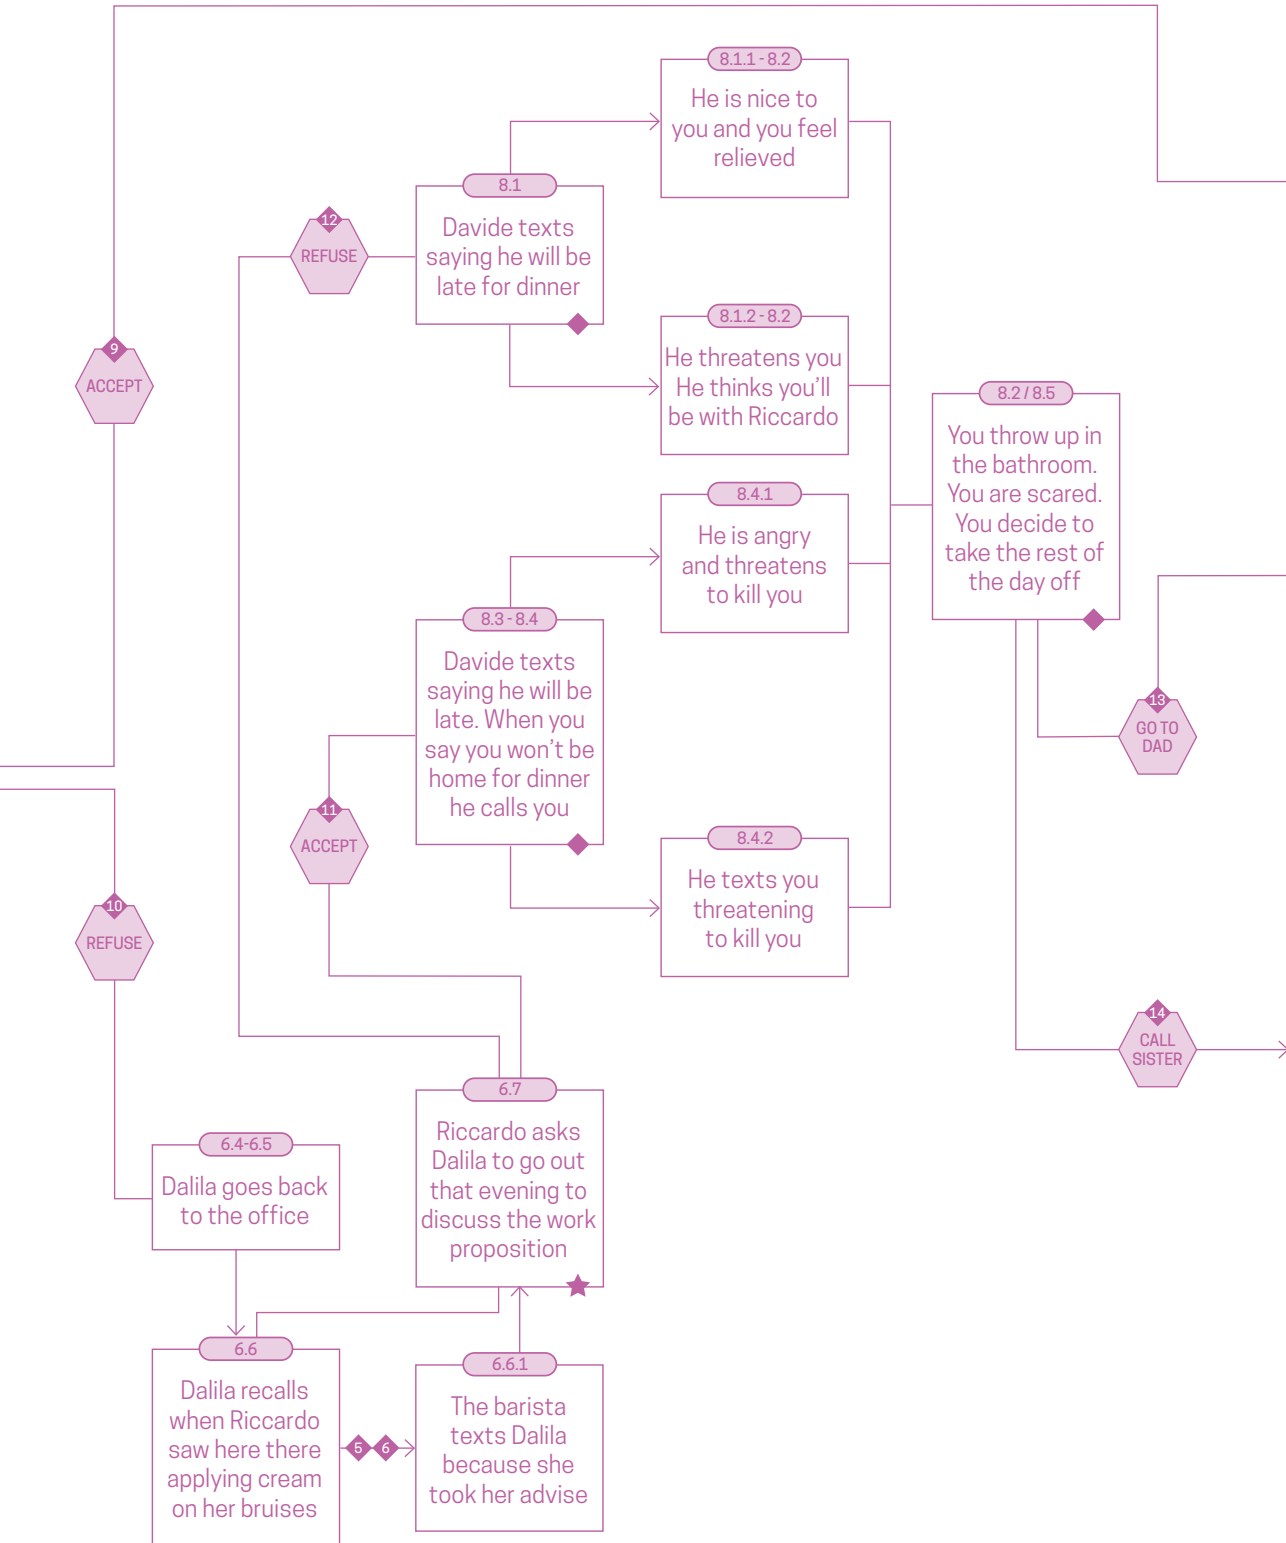 8.1.1 - 8.2
He is nice to
you and you feel
relieved
8.1
Davide texts
saying he will be
late for dinner
12
REFUSE
8.1.2 - 8.2
He threatens you
He thinks you'll
be with Riccardo
9
ACCEPT
8.2 / 8.5
You throw up in
the bathroom.
You are scared.
You decide to
take the rest of
the day off
8.4.1
He is angry
and threatens
to kill you
8.3 - 8.4
Davide texts
saying he will be
late. When you
say you won't be
home for dinner
he calls you
13
GO TO
DAD
11
ACCEPT
8.4.2
He texts you
threatening
to kill you
10
REFUSE
14
CALL
SISTER
6.7
Riccardo asks
Dalila to go out
that evening to
discuss the work
proposition
6.4-6.5
Dalila goes back
to the office
6.6
Dalila recalls
when Riccardo
saw here there
applying cream
on her bruises
5
6
6.6.1
The barista
texts Dalila
because she
took her advise